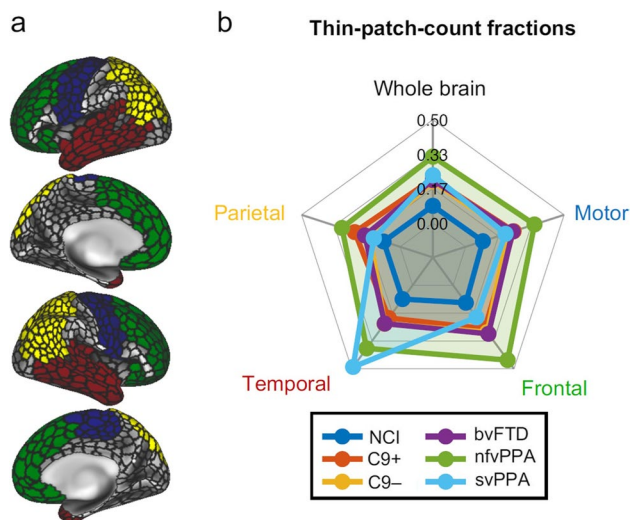 a
b
Thin-patch-count fractions
Whole brain
0.50
0.33
0.17
0.00
Parietal
Motor
Temporal
Frontal
NCI
bvFTD
C9+
nfvPPA
C9–
svPPA